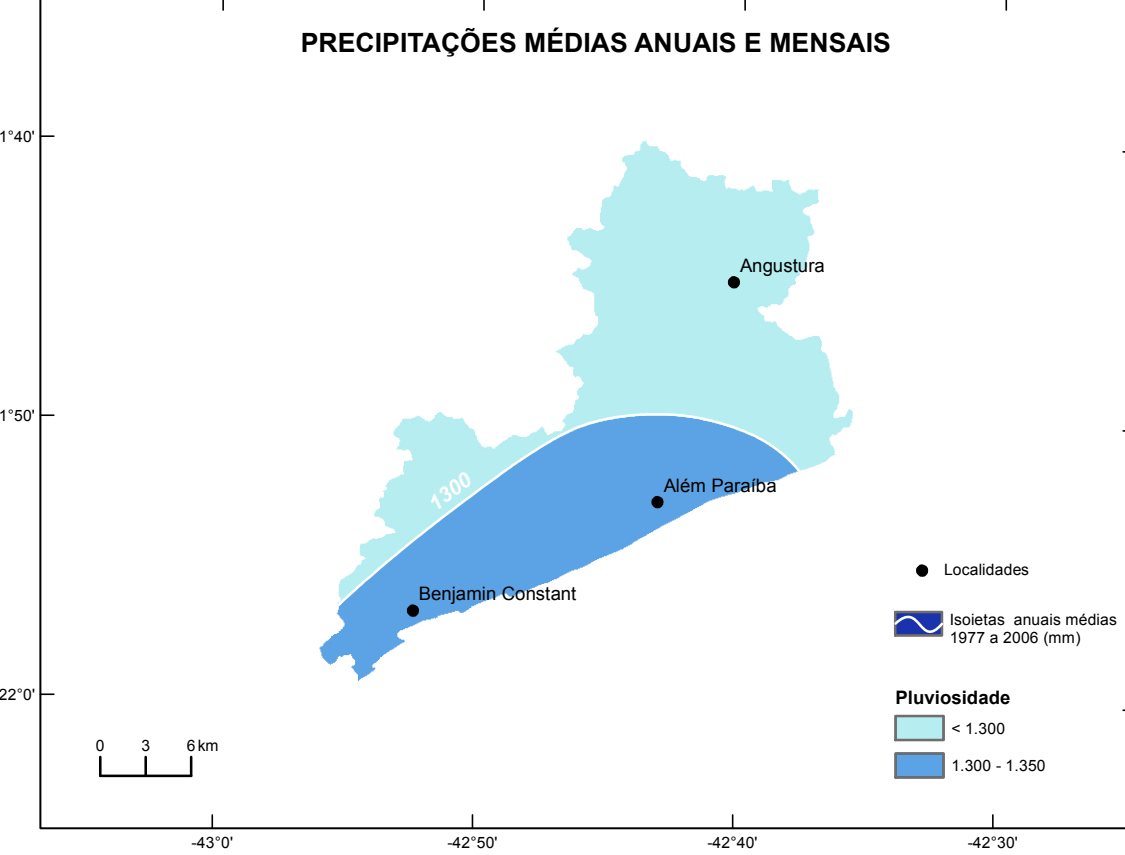 PRECIPITAÇÕES MÉDIAS ANUAIS E MENSAIS
1°40'
Angustura
1°50'
1300
Além Paraíba
Benjamin Constant
Localidades
Isoietas anuais médias
1977 a 2006 (mm)
22°0'
Pluviosidade
< 1.300
1.300 - 1.350
0 3 6 km
-43°0' -42°50' -42°40' -42°30'